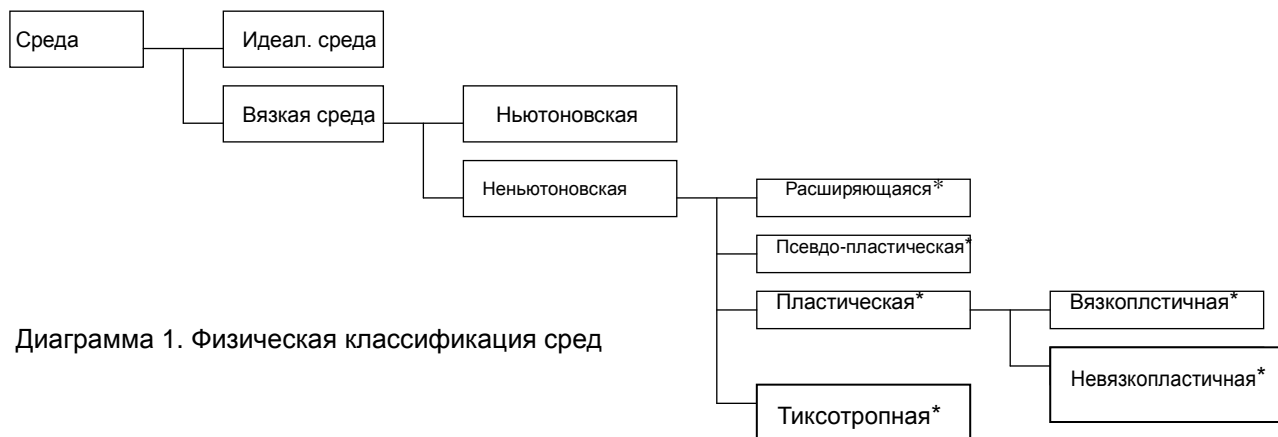 Среда
Идеал. среда
Вязкая среда
Ньютоновская
Неньютоновская
Расширяющаяся*
Псевдо-пластическая*
Пластическая*
Вязкоплстичная*
Невязкопластичная*
Тиксотропная*
Диаграмма 1. Физическая классификация сред